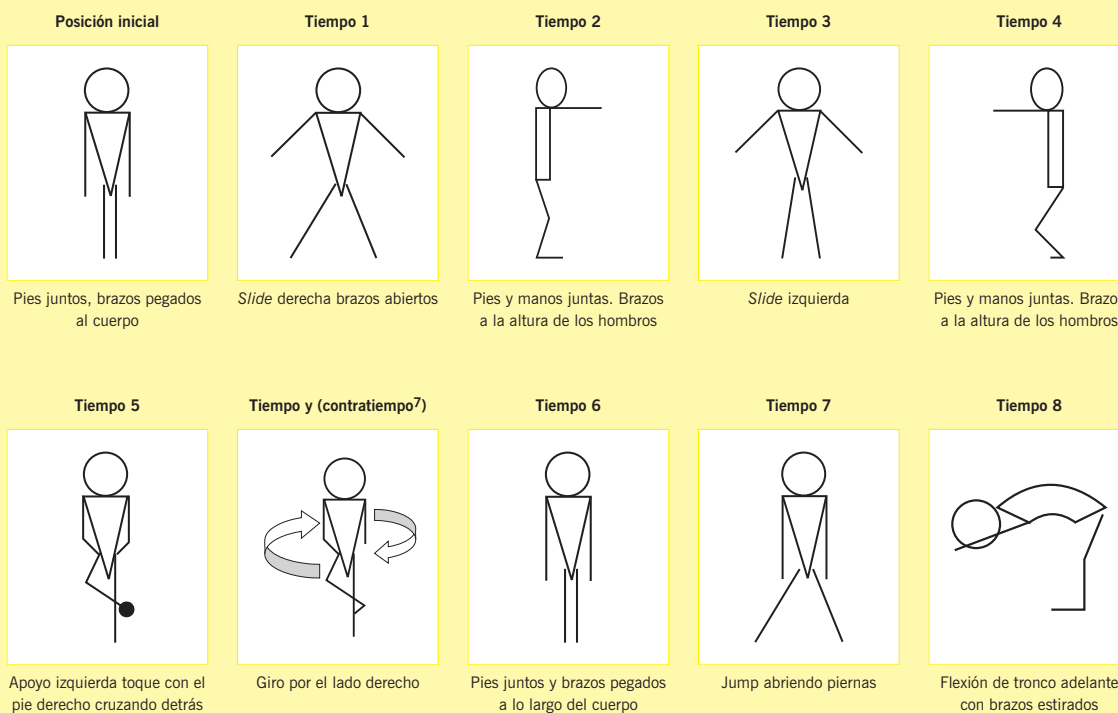 Posición inicial
Tiempo 1
Tiempo 2
Tiempo 3
Tiempo 4
Pies juntos, brazos pegados
al cuerpo
Slide derecha brazos abiertos
Pies y manos juntas. Brazos
a la altura de los hombros
Slide izquierda
Pies y manos juntas. Brazo
a la altura de los hombros
Tiempo 5
Tiempo y (contratiempo7)
Tiempo 6
Tiempo 7
Tiempo 8
Apoyo izquierda toque con el
pie derecho cruzando detrás
Giro por el lado derecho
Pies juntos y brazos pegados
a lo largo del cuerpo
Jump abriendo piernas
Flexión de tronco adelante
con brazos estirados